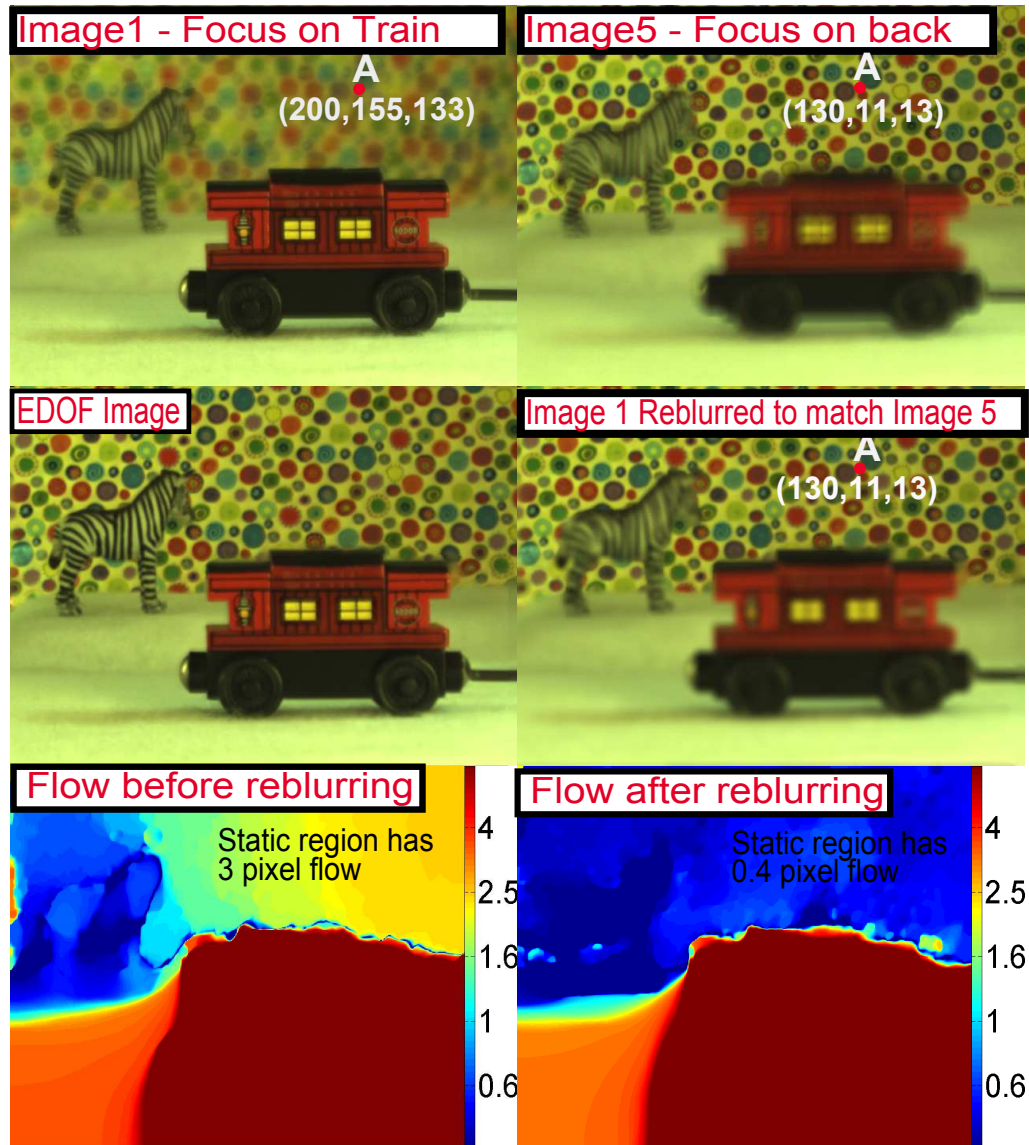 Image1 - Focus on Train
Image5 - Focus on back
A
(200,155,133)
A
(130,11,13)
EDOF Image
Image 1 Reblurred to match Image 5
A
(130,11,13)
Flow before reblurring
Flow after reblurring
Static region has
3 pixel flow
4
2.5
1.6
1
0.6
Static region has
0.4 pixel flow
4
2.5
1.6
1
0.6